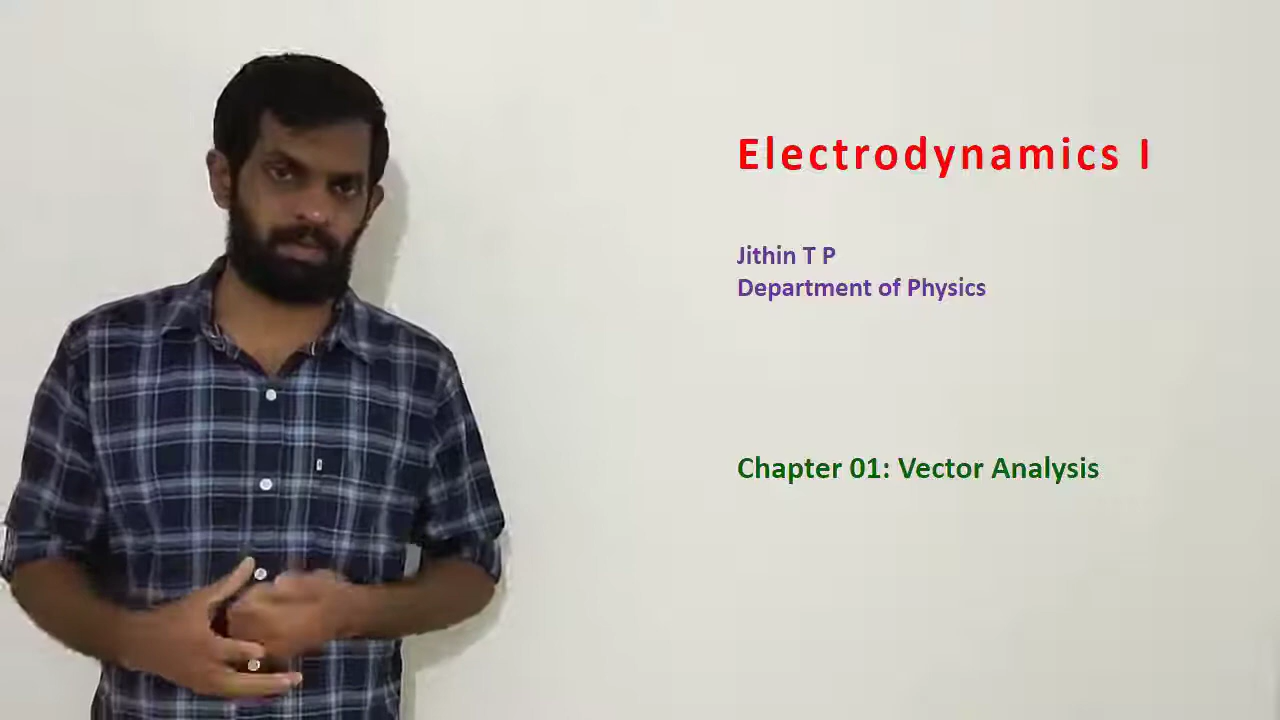 Electrodynamics I
Jithin T P
Department of Physics
Chapter 01: Vector Analysis